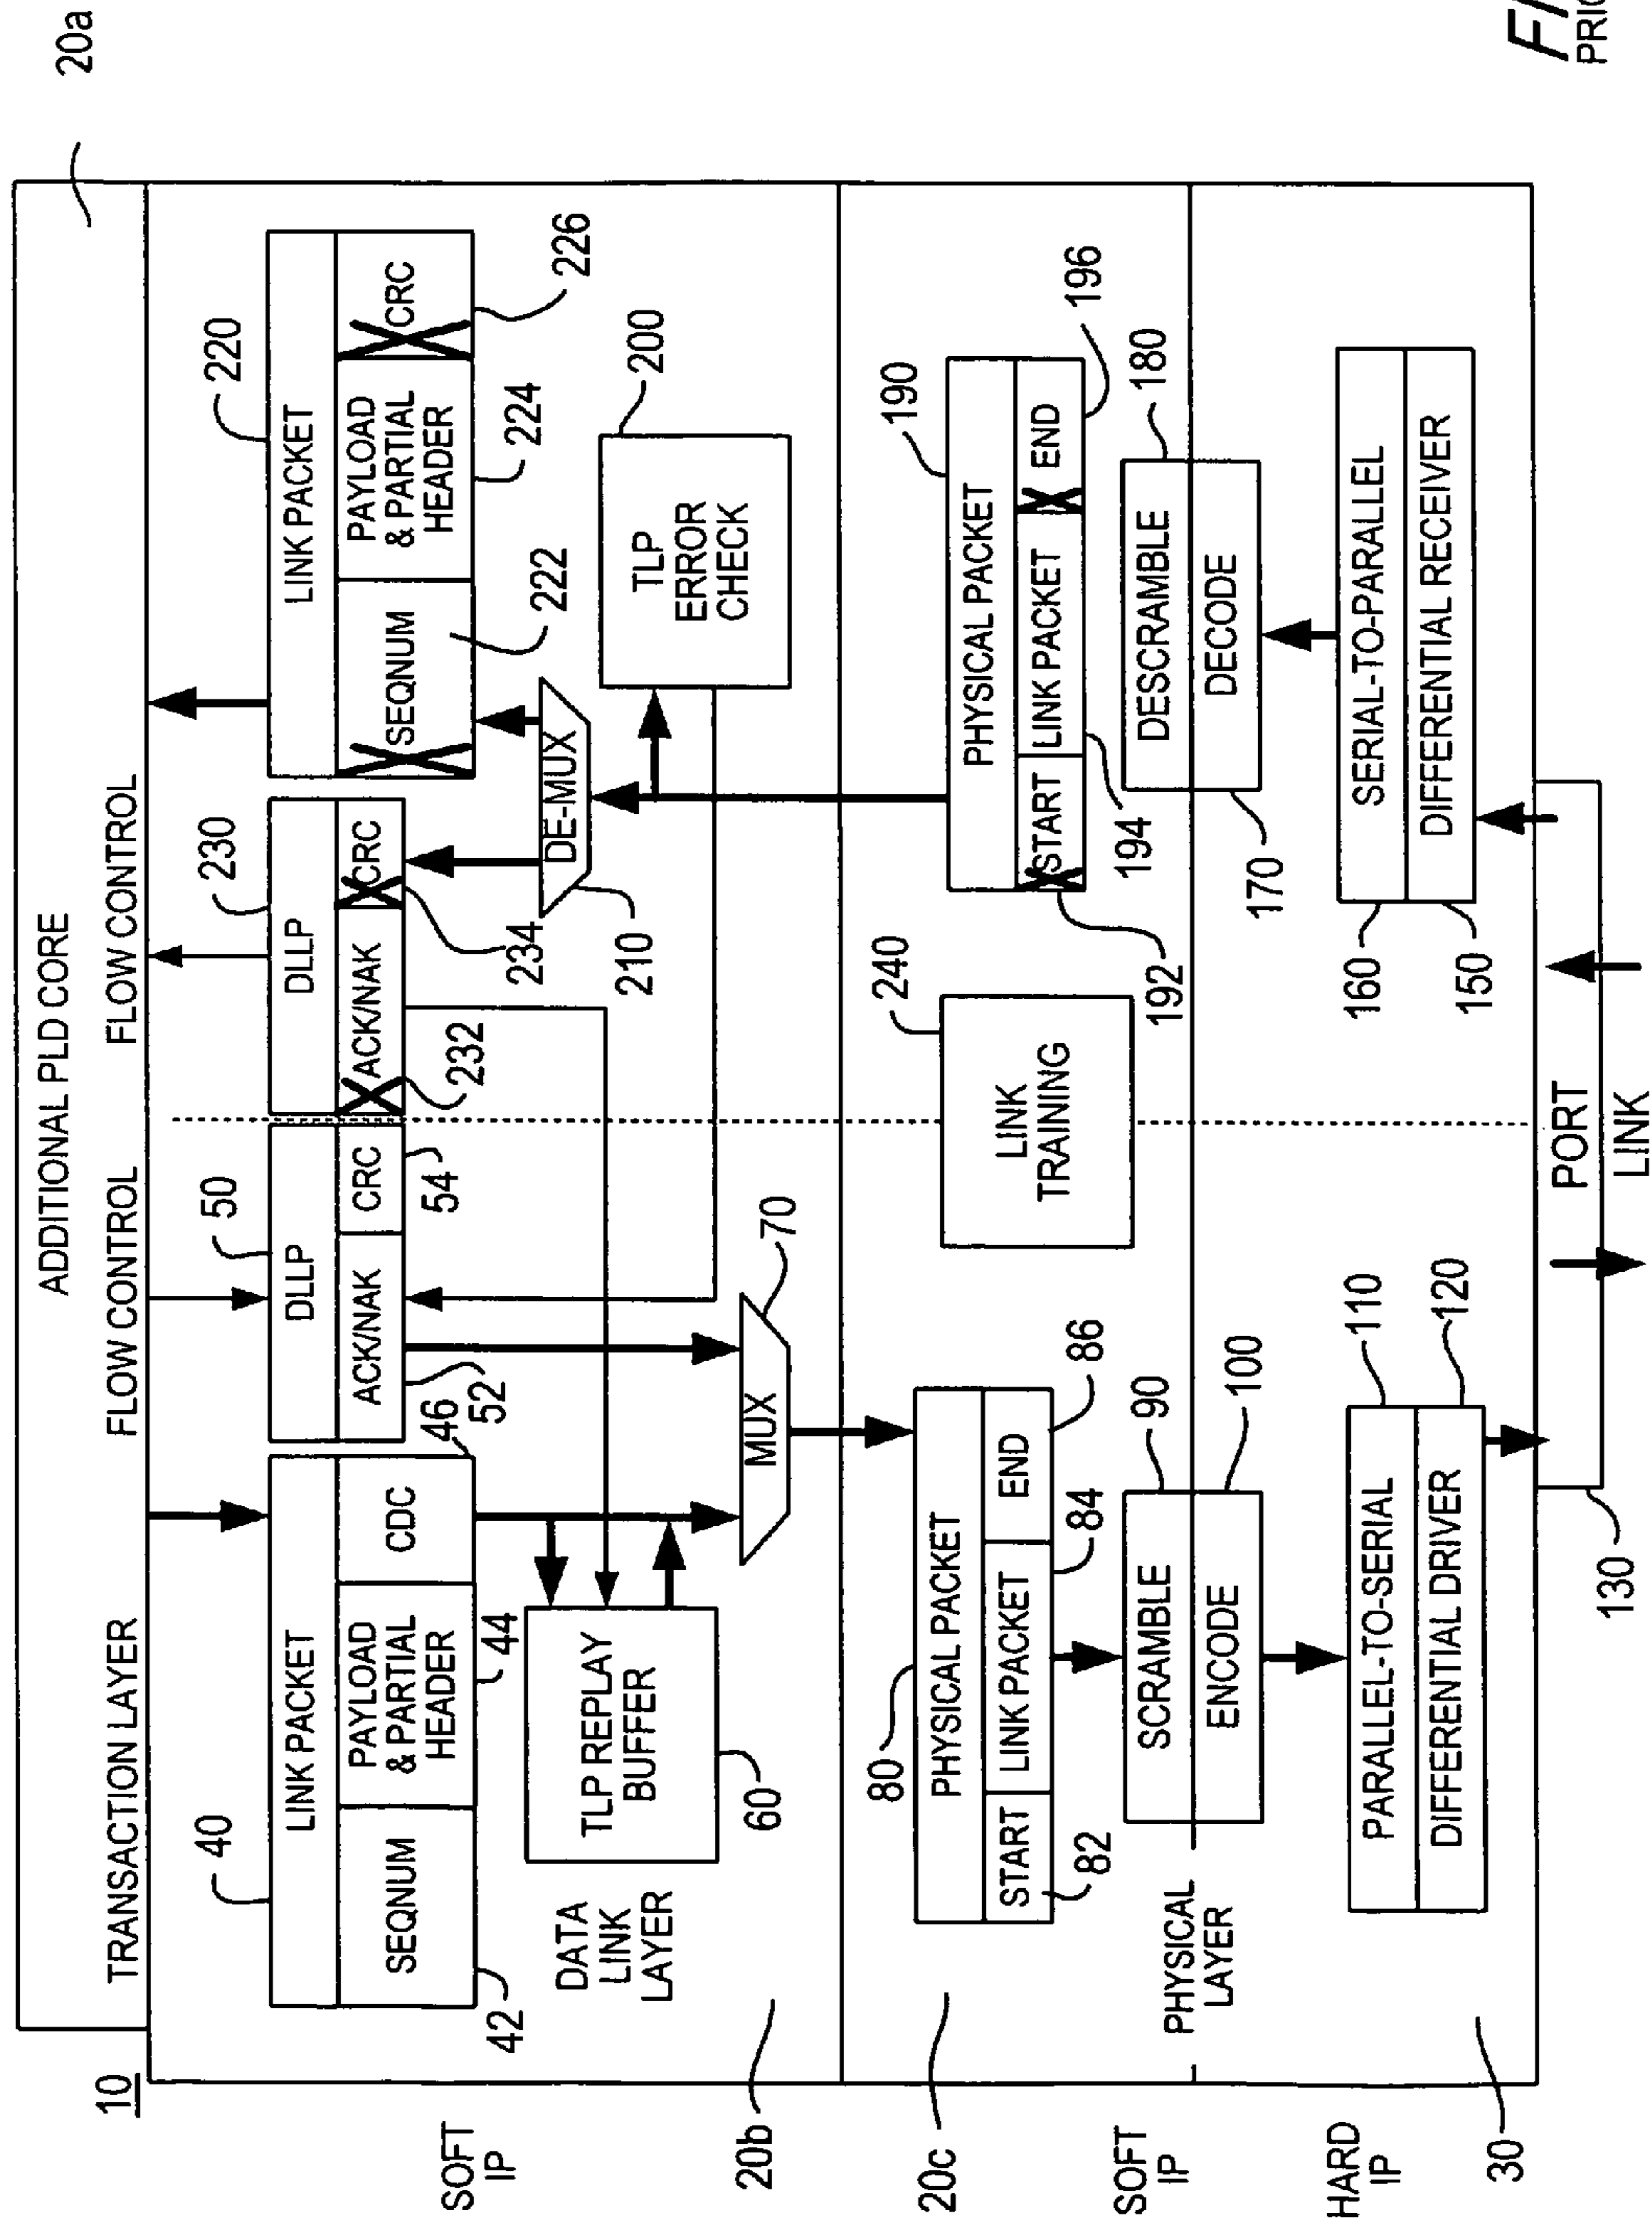 20a
ADDITIONAL PLD CORE
10
TRANSACTION LAYER
FLOW CONTROL
FLOW CONTROL
40
LINK PACKET
SEQNUM
PAYLOAD
& PARTIAL
HEADER
CDC
42
44
46
50
DLLP
ACK/NAK
CRC
52
54
230
DLLP
ACK/NAK
CRC
232
234
220
LINK PACKET
SEQNUM
PAYLOAD
& PARTIAL
HEADER
CRC
222
224
226
SOFT
IP
DATA
LINK
LAYER
TLP REPLAY
BUFFER
60
MUX
70
DE-MUX
210
TLP
ERROR
CHECK
200
20b
20c
80
PHYSICAL PACKET
START
LINK PACKET
END
82
84
86
LINK
TRAINING
240
190
PHYSICAL PACKET
START
LINK PACKET
END
192
194
196
SOFT
IP
PHYSICAL
LAYER
SCRAMBLE
90
ENCODE
100
DESCRAMBLE
180
DECODE
170
HARD
IP
30
PARALLEL-TO-SERIAL
110
DIFFERENTIAL DRIVER
120
SERIAL-TO-PARALLEL
160
DIFFERENTIAL RECEIVER
150
130
PORT
LINK